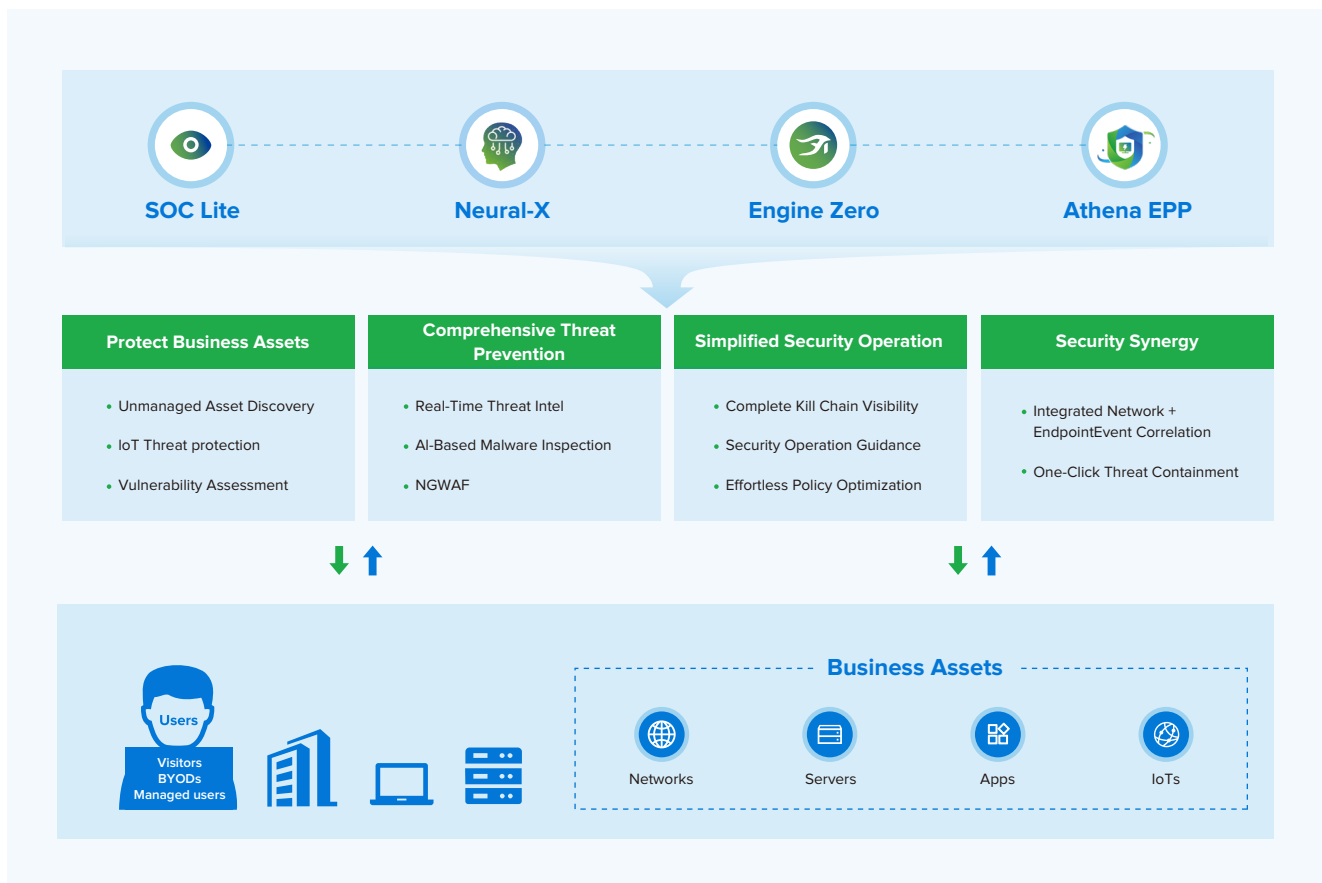 SOC Lite
Neural-X
Engine Zero
Athena EPP
Protect Business Assets
Unmanaged Asset Discovery
IoT Threat protection
Vulnerability Assessment
Comprehensive Threat
Prevention
Real-Time Threat Intel
AI-Based Malware Inspection
NGWAF
Simplified Security Operation
Complete Kill Chain Visibility
Security Operation Guidance
Effortless Policy Optimization
Security Synergy
Integrated Network +
EndpointEvent Correlation
One-Click Threat Containment
Users
Visitors
BYODs
Managed users
Business Assets
Networks
Servers
Apps
IoTs